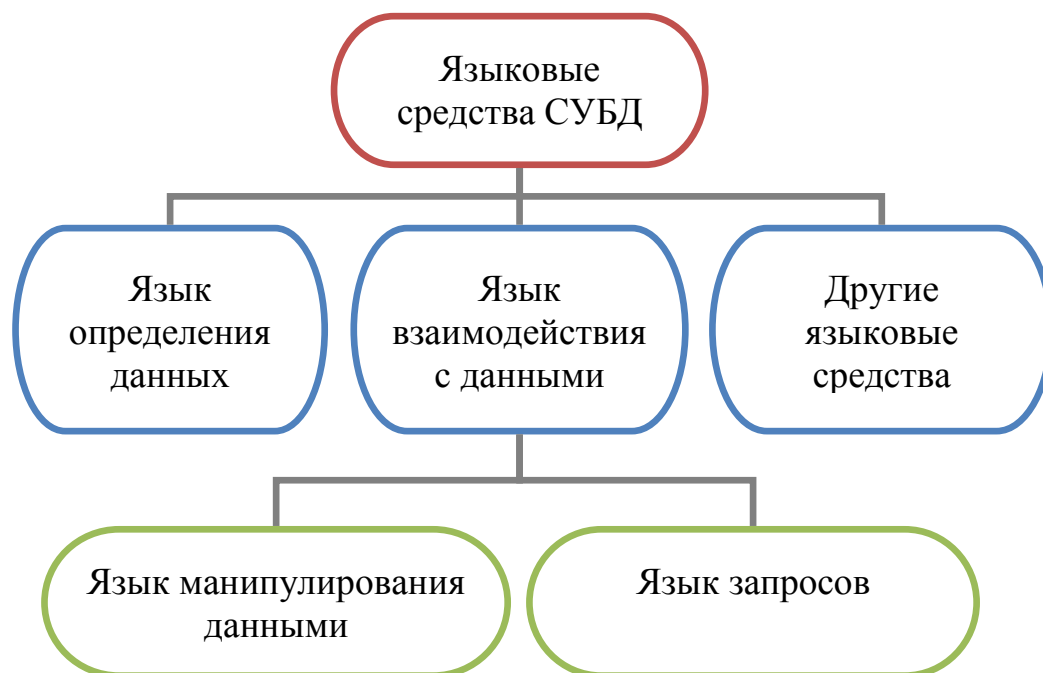 Языковые
средства СУБД
Язык
определения
данных
Язык
взаимодействия
с данными
Другие
языковые
средства
Язык манипулирования
данными
Язык запросов